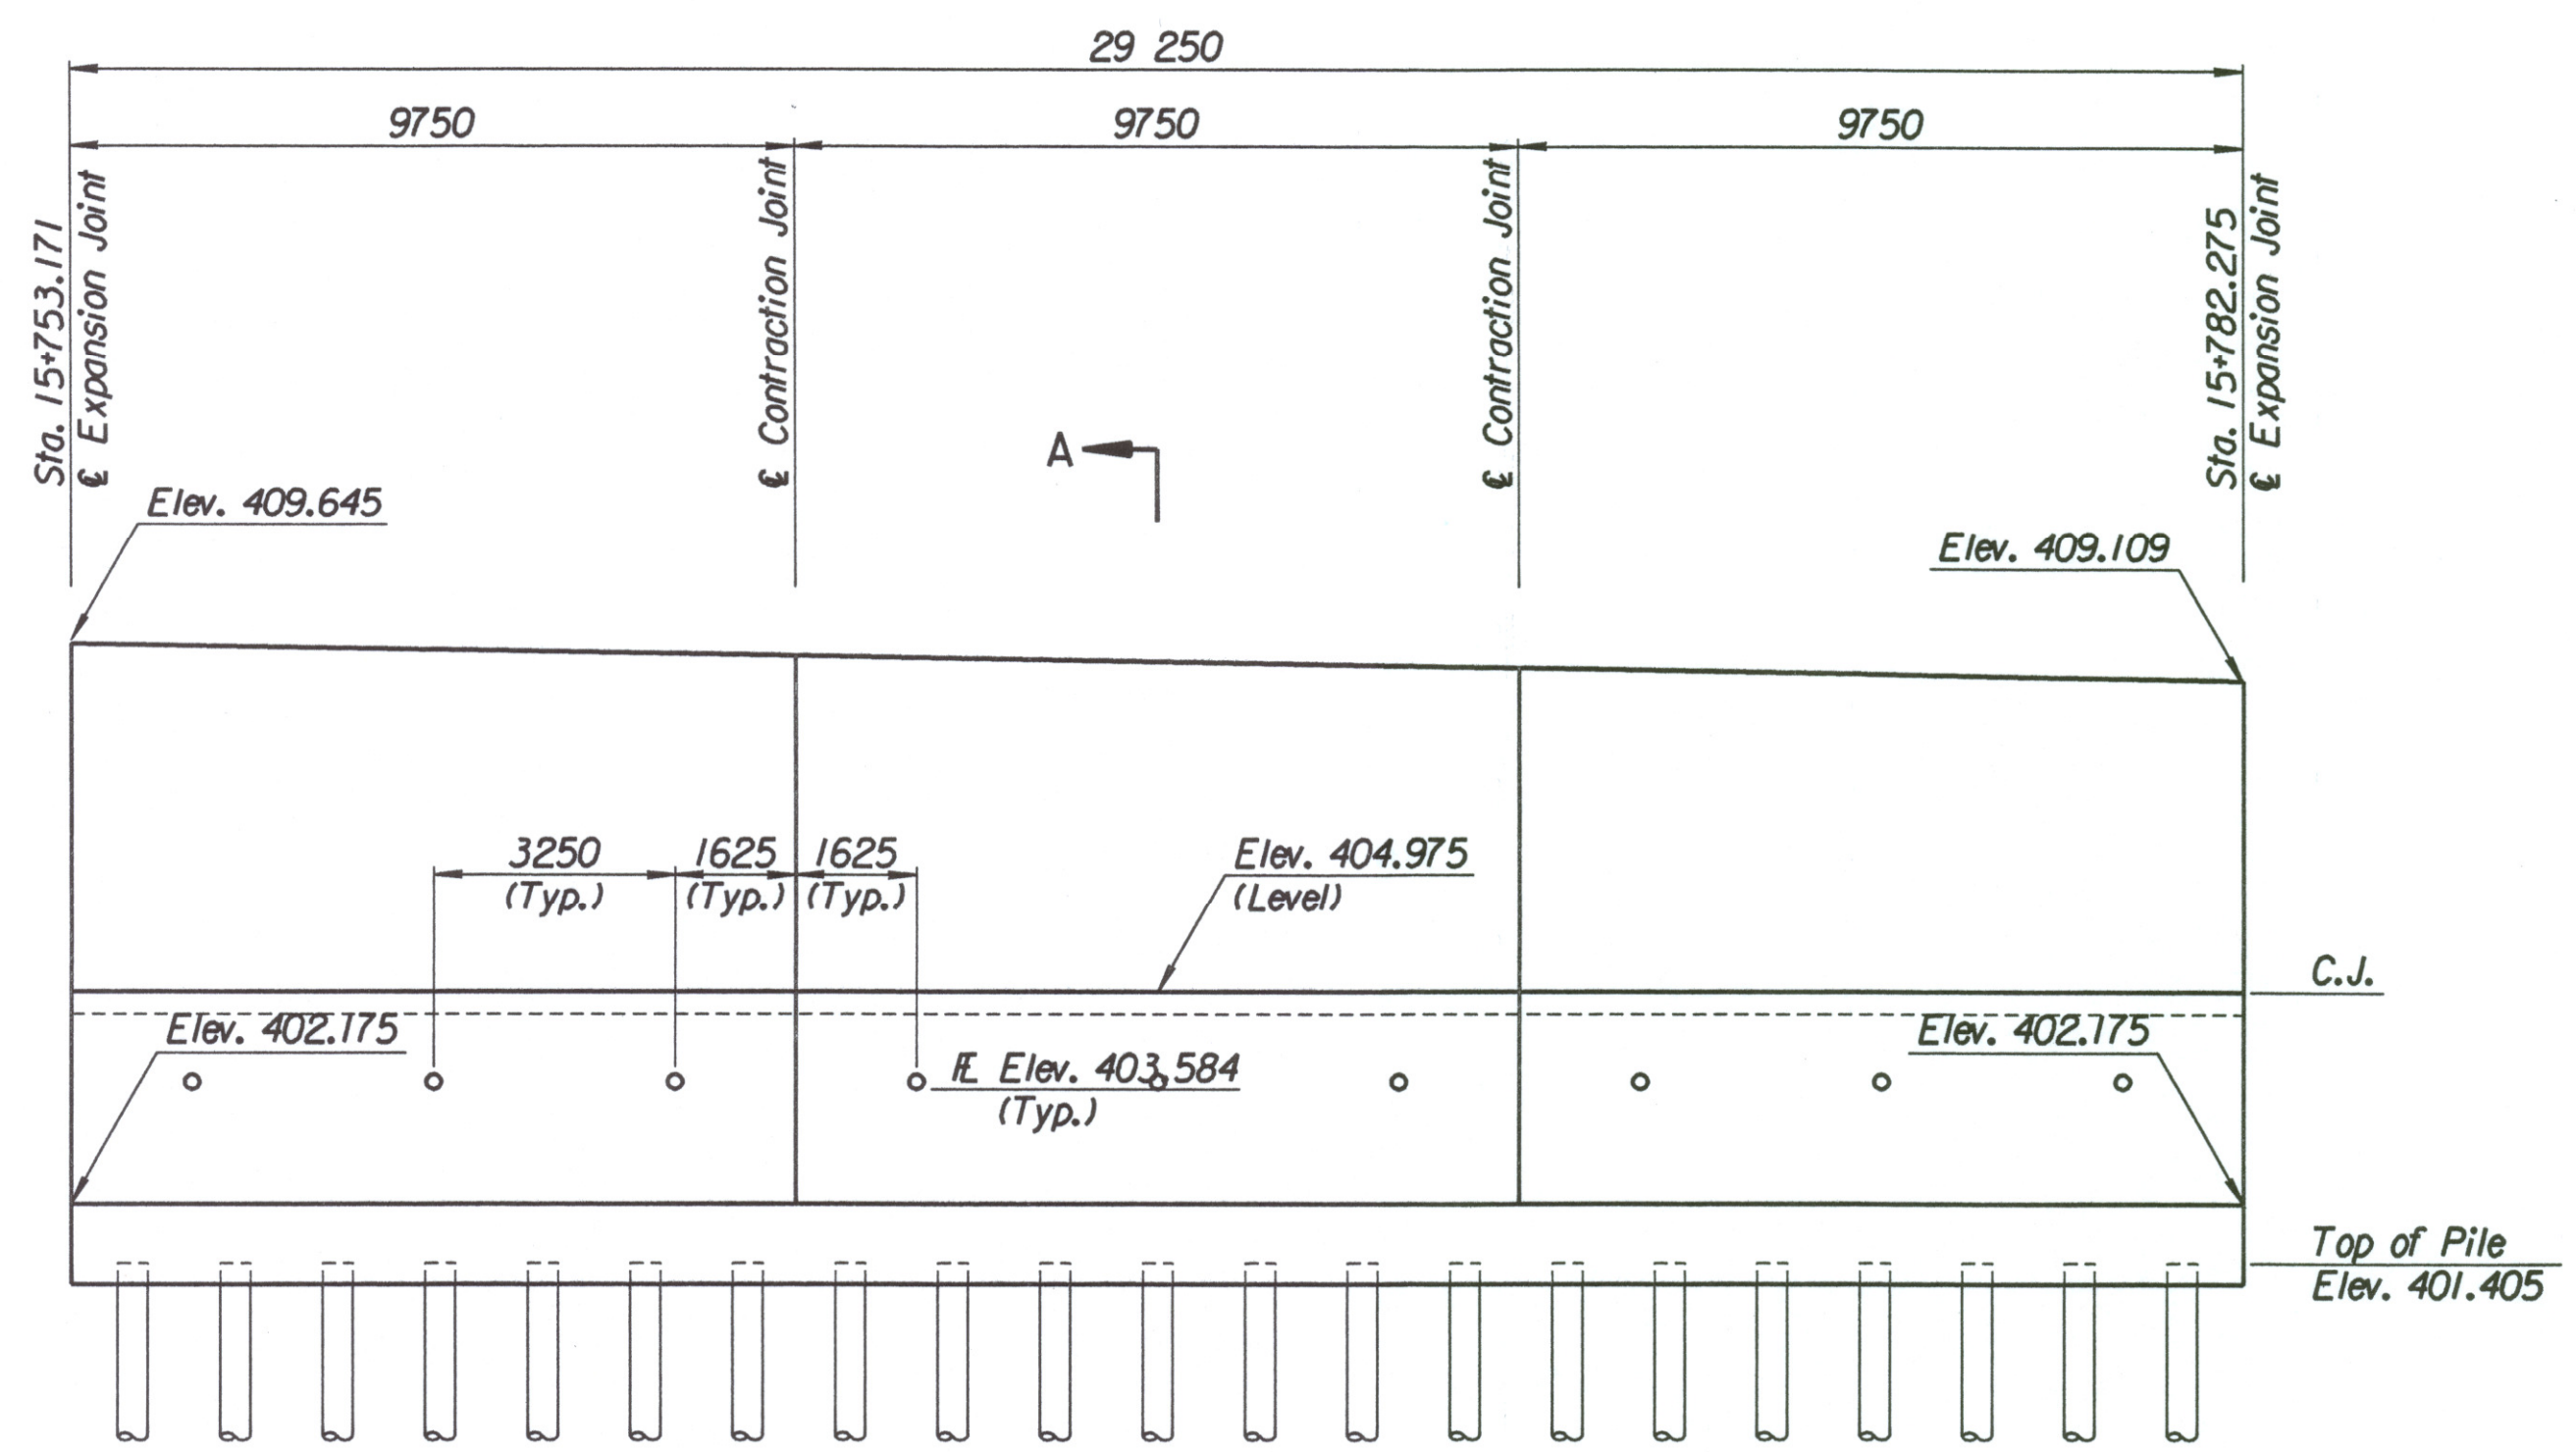 29 250
9750
9750
9750
Sta. 15+753.171
℄ Expansion Joint
℄ Contraction Joint
℄ Contraction Joint
Sta. 15+782.275
℄ Expansion Joint
A
Elev. 409.645
Elev. 409.109
3250
(Typ.)
1625
(Typ.)
1625
(Typ.)
Elev. 404.975
(Level)
C.J.
Elev. 402.175
Elev. 402.175
Elev. 403.584
(Typ.)
Top of Pile
Elev. 401.405